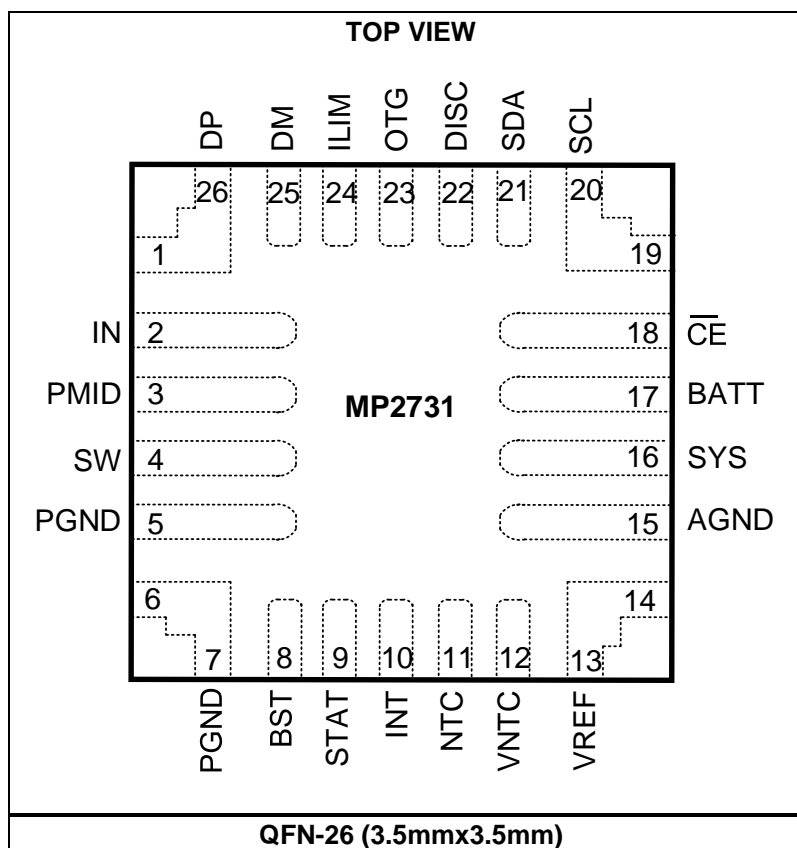 TOP VIEW
DP DM ILIM OTG DISC SDA SCL
26 25 24 23 22 21 20
1 19
IN 2 18 C̅E̅
PMID 3 MP2731 17 BATT
SW 4 16 SYS
PGND 5 15 AGND
6 14
7 8 9 10 11 12 13
PGND BST STAT INT NTC VNTC VREF
QFN-26 (3.5mmx3.5mm)